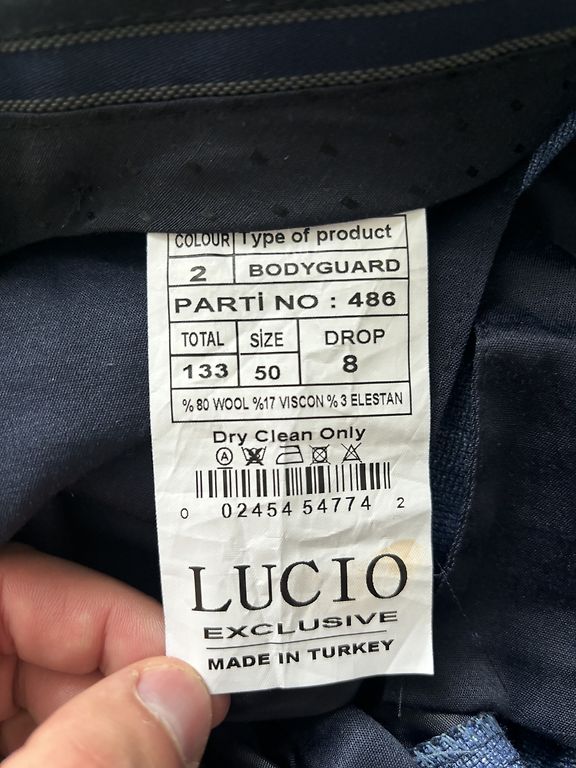 COLOUR Type of product
2 BODYGUARD
PARTİ NO : 486
TOTAL SİZE DROP
133 50 8
% 80 WOOL %17 VISCON % 3 ELESTAN
Dry Clean Only
A
0 02454 54774 2
LUCIO
EXCLUSIVE
MADE IN TURKEY